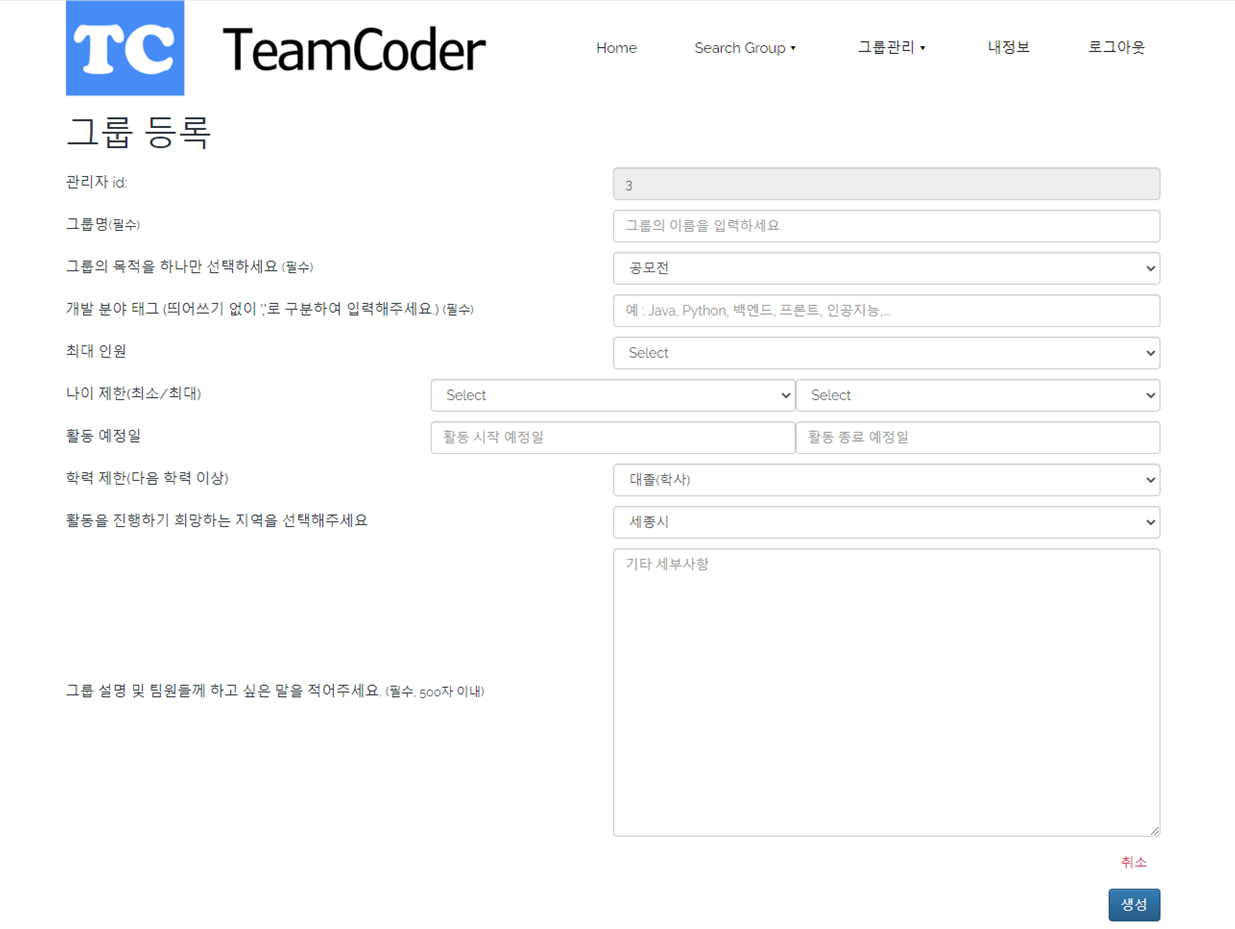 TC TeamCoder Home Search Group ▾ 그룹관리 ▾ 내정보 로그아웃
그룹 등록
관리자 id: 3
그룹명(필수) 그룹의 이름을 입력하세요
그룹의 목적을 하나만 선택하세요 (필수) 공모전
개발 분야 태그 (띄어쓰기 없이 ','로 구분하여 입력해주세요.) (필수) 예 : Java, Python, 백엔드, 프론트, 인공지능,...
최대 인원 Select
나이 제한(최소/최대) Select Select
활동 예정일 활동 시작 예정일 활동 종료 예정일
학력 제한(다음 학력 이상) 대졸(학사)
활동을 진행하기 희망하는 지역을 선택해주세요 세종시
기타 세부사항
그룹 설명 및 팀원들께 하고 싶은 말을 적어주세요. (필수, 500자 이내)
취소
생성